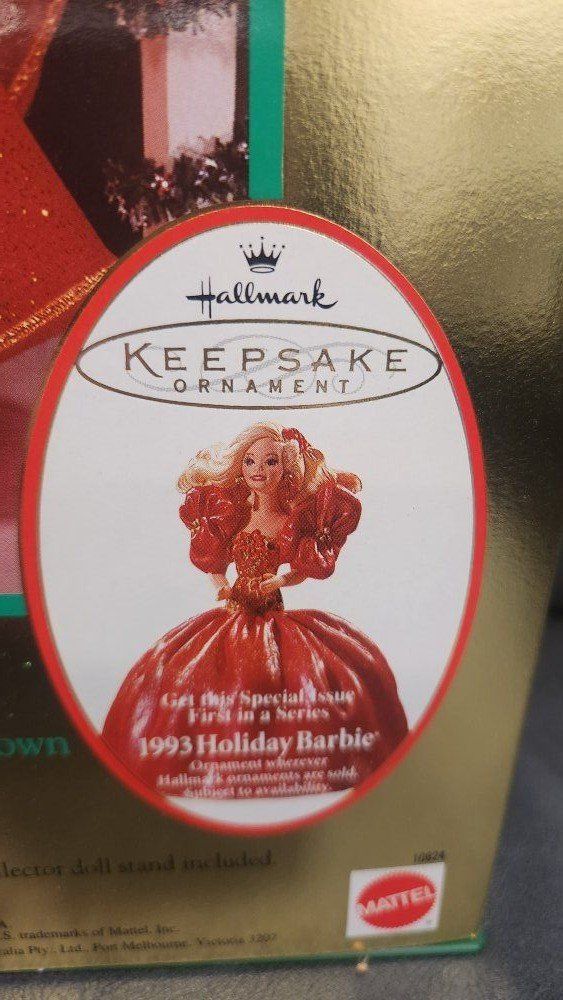 Hallmark
KEEPSAKE
ORNAMENT
Get this Special Issue
First in a Series
1993 Holiday Barbie
Ornament wherever
Hallmark ornaments are sold.
Subject to availability.
own
lector doll stand included.
10824
MATTEL
A
S. trademarks of Mattel, Inc.
alia Pty., Ltd., Port Melbourne, Victoria 3207